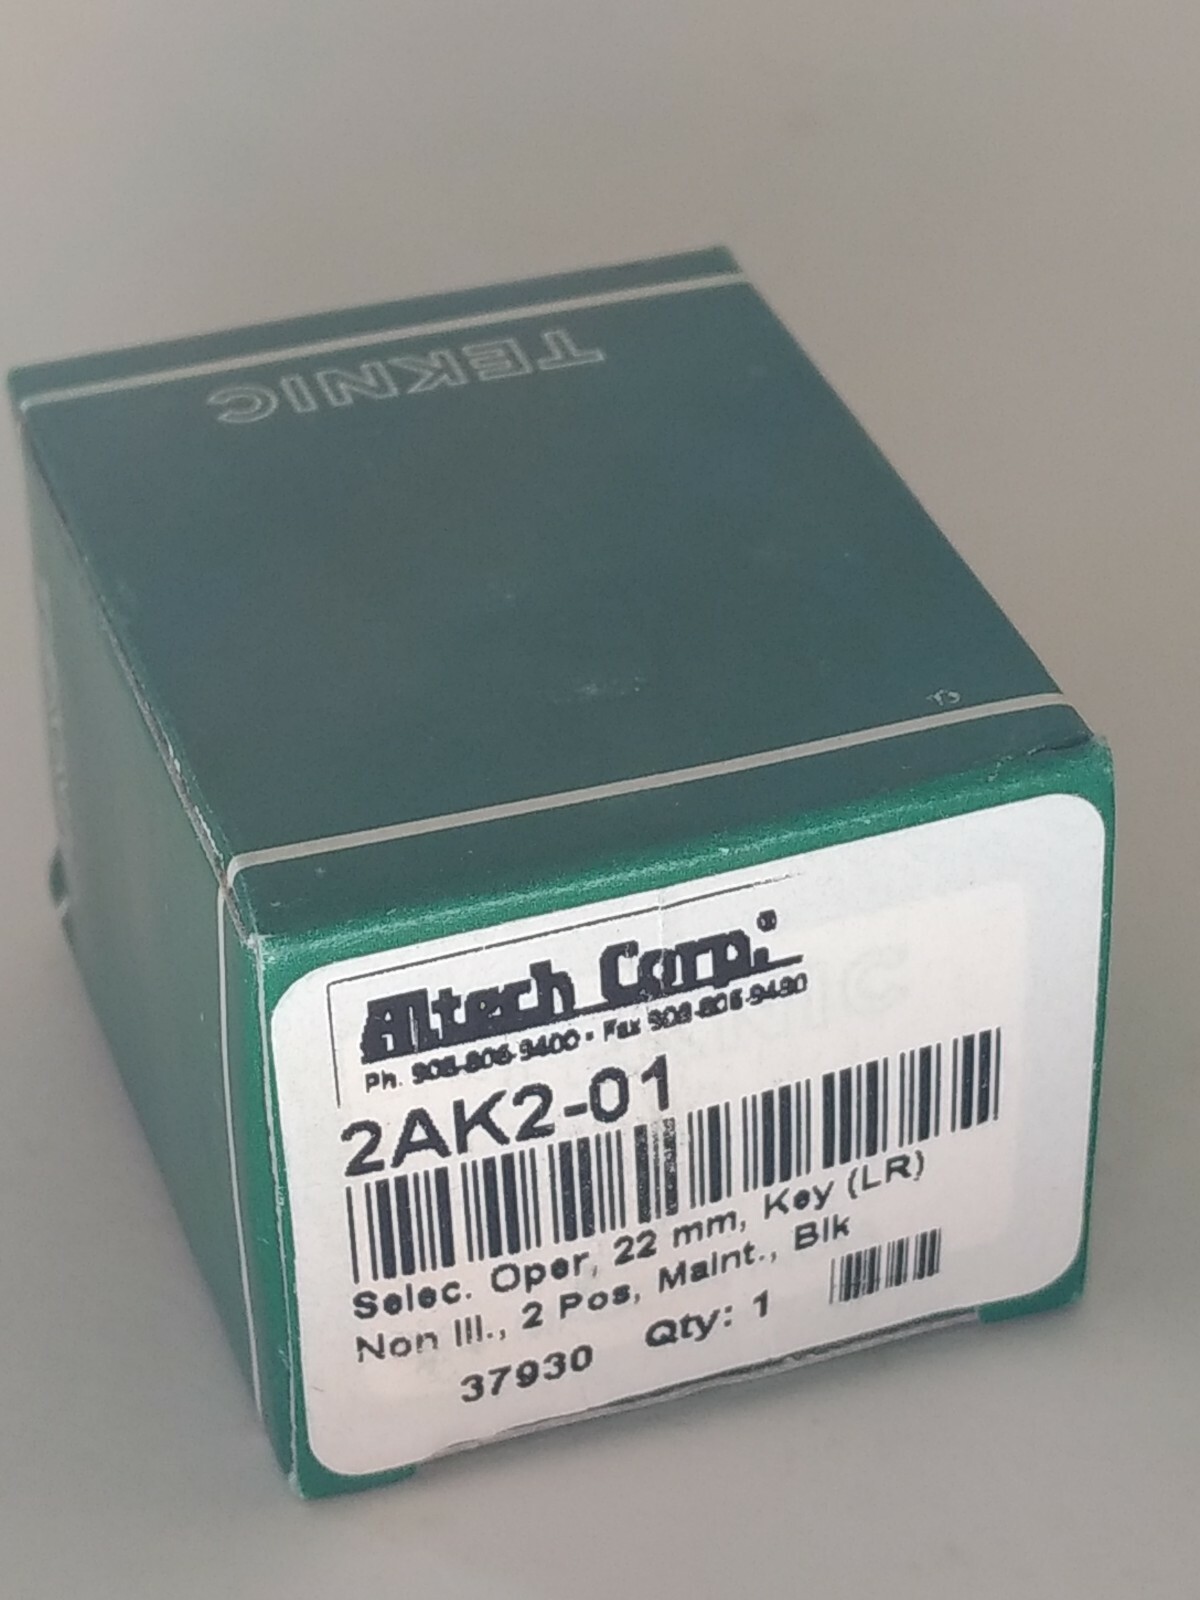 TEKNIC
Altech Corp.®
Ph. 908-806-9400 · Fax 908-806-9490
2AK2-01
Selec. Oper, 22 mm, Key (LR)
Non Ill., 2 Pos, Maint., Blk
37930 Qty: 1